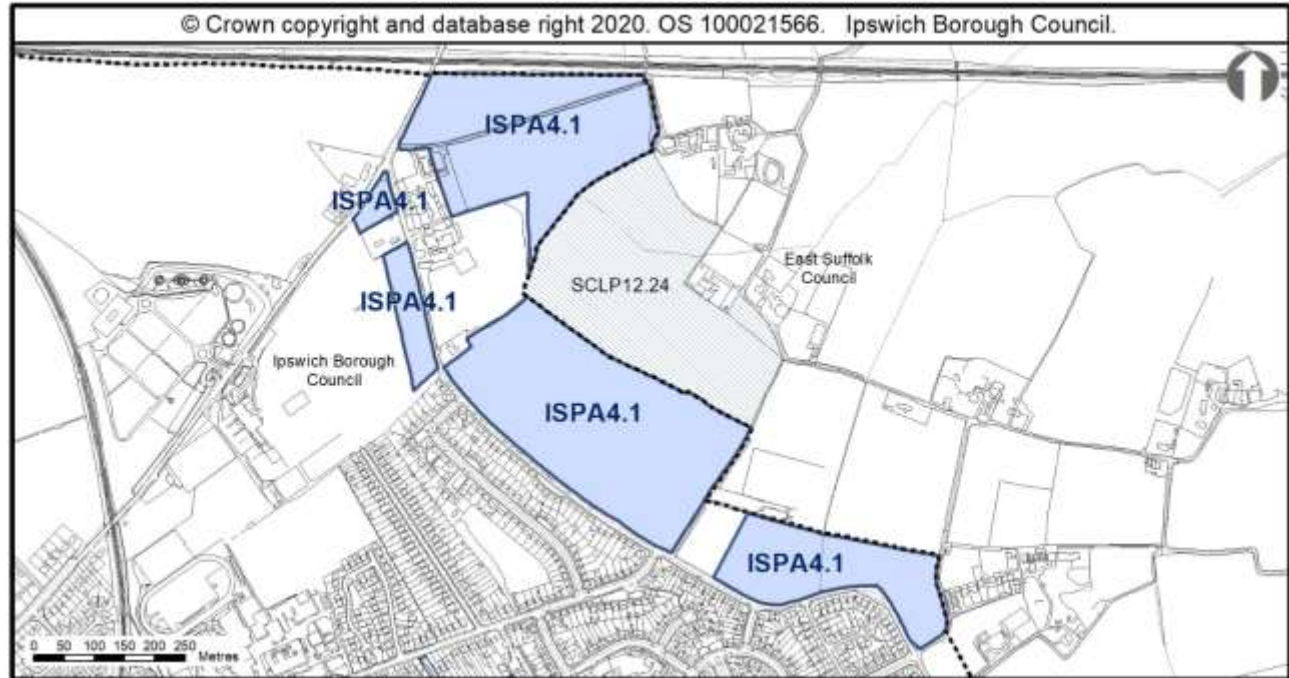 © Crown copyright and database right 2020. OS 100021566. Ipswich Borough Council.
ISPA4.1
ISPA4.1
East Suffolk
Council
SCLP12.24
ISPA4.1
Ipswich Borough
Council
ISPA4.1
ISPA4.1
0 50 100 150 200 250
Metres